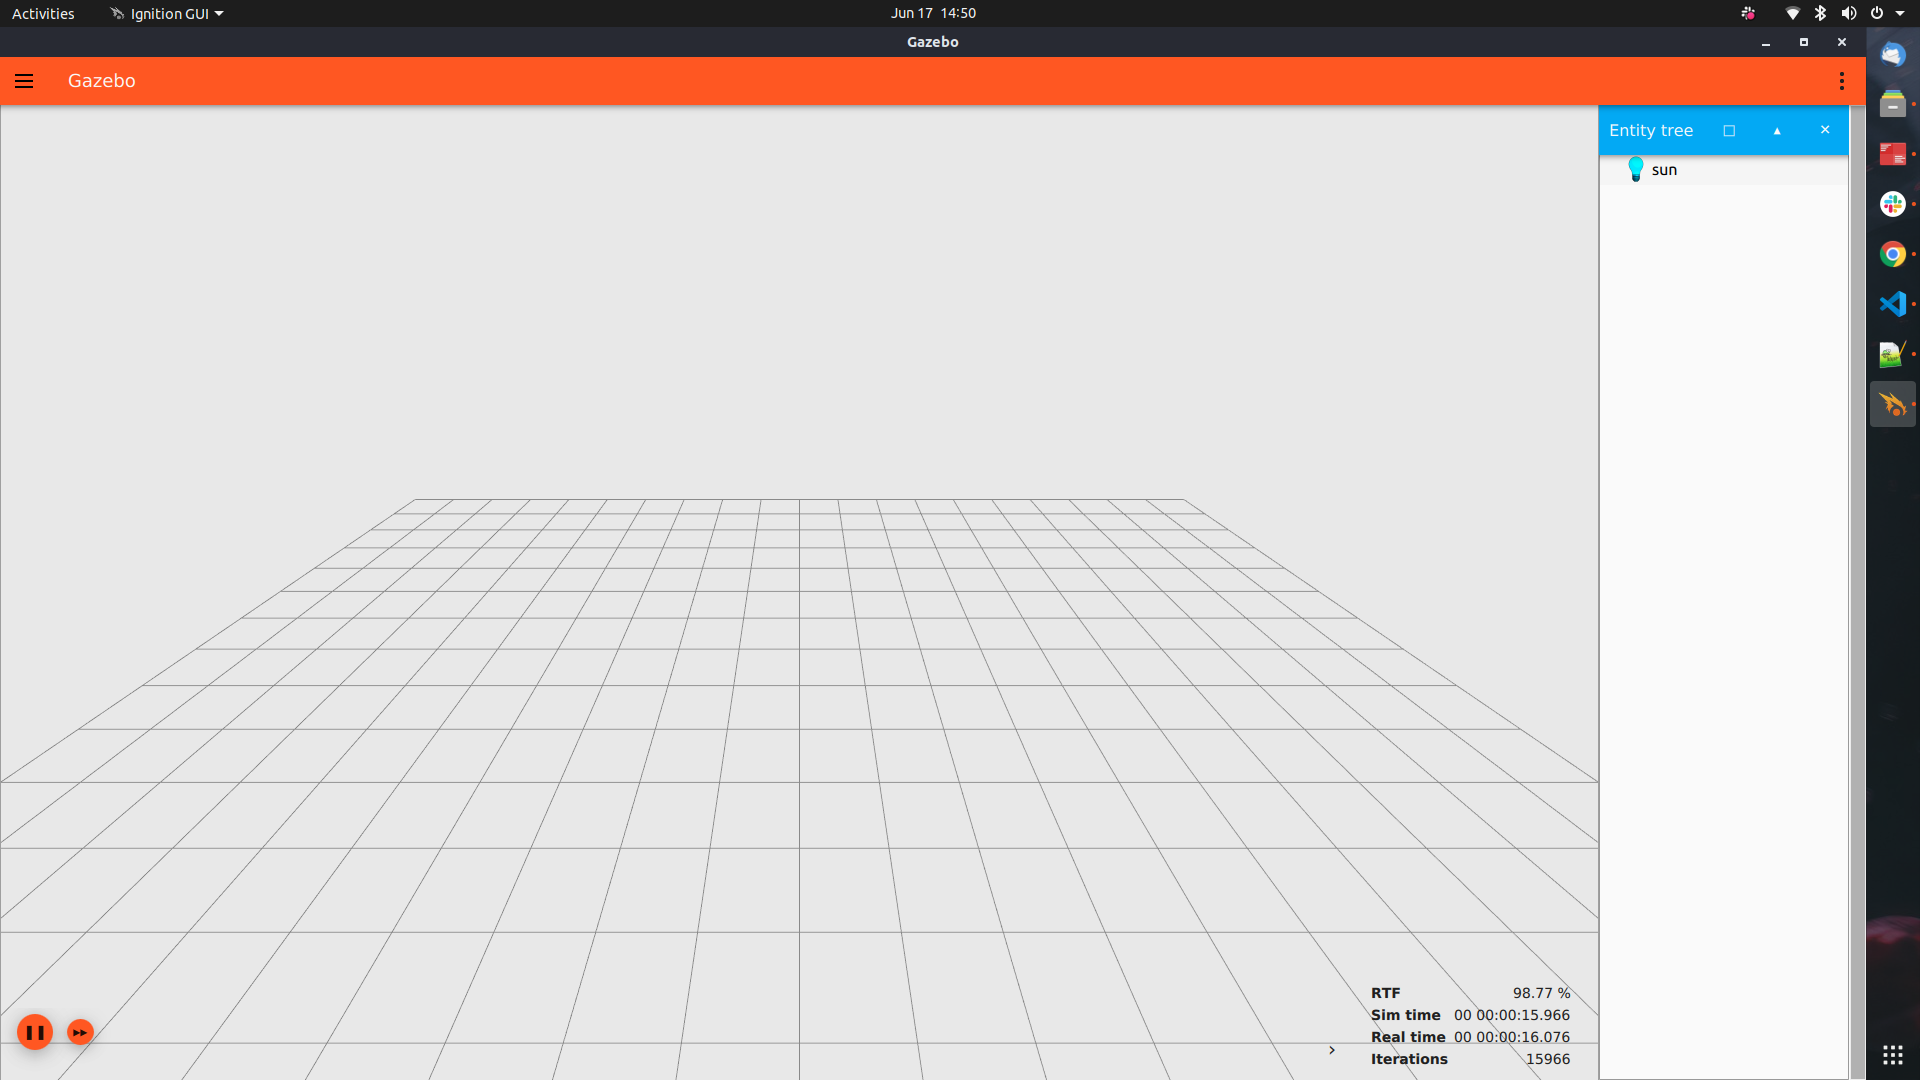 Activities
Ignition GUI
Jun 17 14:50
Gazebo
Gazebo
Entity tree
sun
RTF 98.77 %
Sim time 00 00:00:15.966
Real time 00 00:00:16.076
Iterations 15966